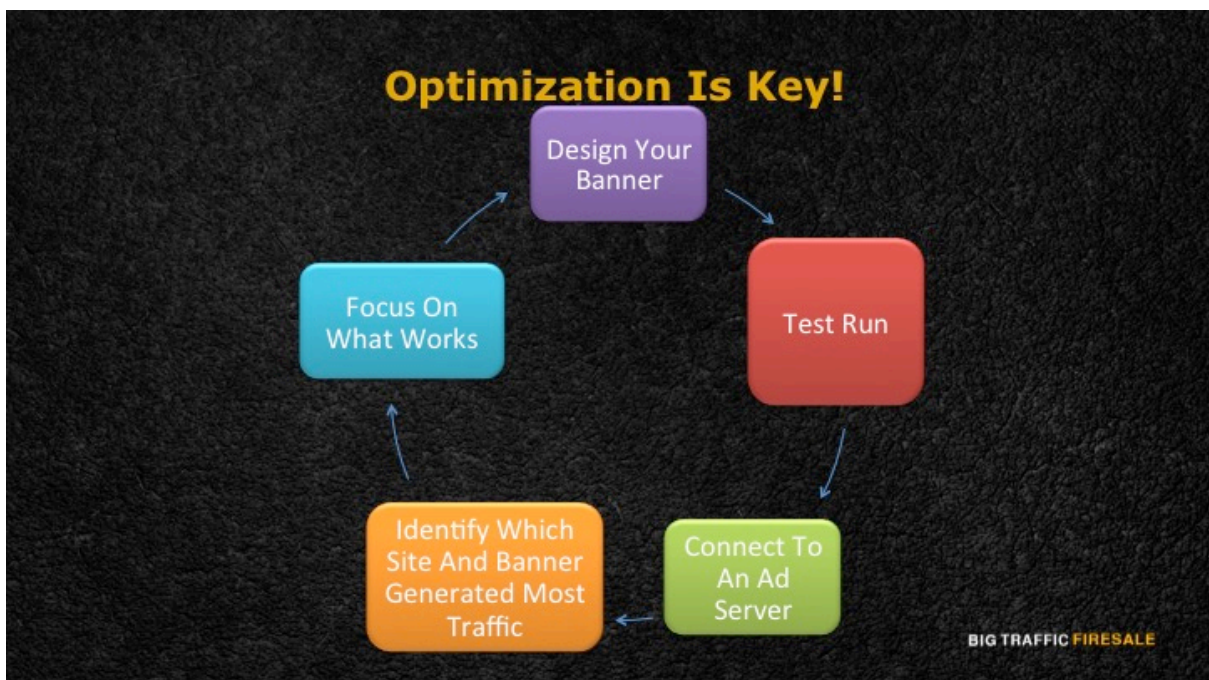 Optimization Is Key!
Design Your
Banner
Test Run
Connect To
An Ad
Server
Identify Which
Site And Banner
Generated Most
Traffic
Focus On
What Works
BIG TRAFFIC FIRESALE